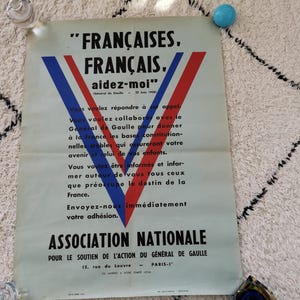 "FRANÇAISES,
FRANÇAIS,
aidez-moi"
Vous voulez répondre à cet appel.
Vous voulez collaborer avec le
Général de Gaulle pour donner
à la France les bases constitution-
nelles stables qui assureront votre
avenir et celui de vos enfants.
Vous voulez être informés et infor-
mer autour de vous tous ceux
que préoccupe le destin de la
France.
Envoyez-nous immédiatement
votre adhésion.
ASSOCIATION NATIONALE
POUR LE SOUTIEN DE L'ACTION DU GÉNÉRAL DE GAULLE
rue du Louvre - PARIS-I